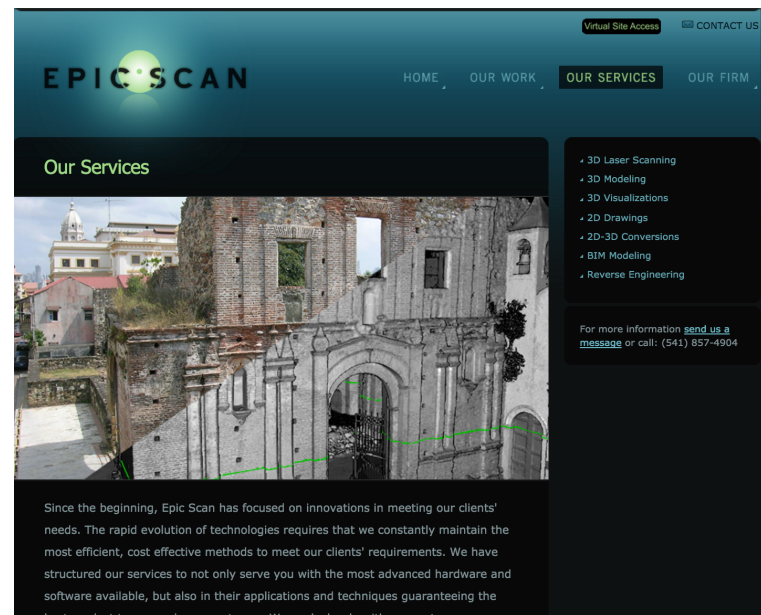 Virtual Site Access
CONTACT US
EPIC SCAN
HOME
OUR WORK
OUR SERVICES
OUR FIRM
Our Services
3D Laser Scanning
3D Modeling
3D Visualizations
2D Drawings
2D-3D Conversions
BIM Modeling
Reverse Engineering
For more information send us a
message or call: (541) 857-4904
Since the beginning, Epic Scan has focused on innovations in meeting our clients'
needs. The rapid evolution of technologies requires that we constantly maintain the
most efficient, cost effective methods to meet our clients' requirements. We have
structured our services to not only serve you with the most advanced hardware and
software available, but also in their applications and techniques guaranteeing the